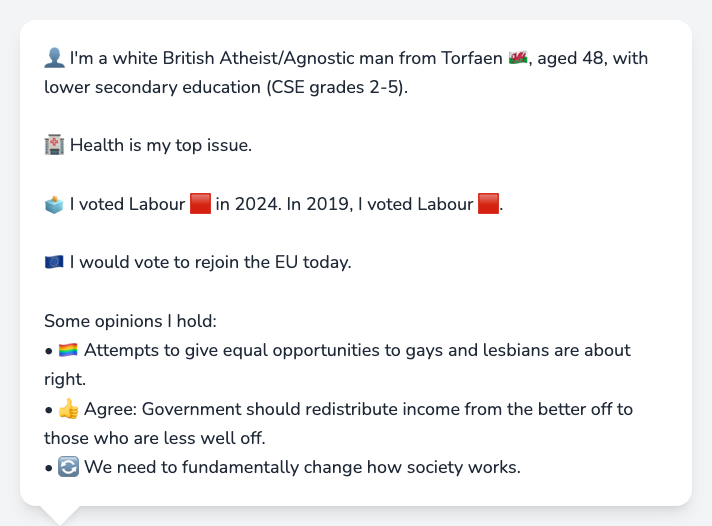 👤 I'm a white British Atheist/Agnostic man from Torfaen 🏴󠁧󠁢󠁷󠁬󠁳󠁿, aged 48, with
lower secondary education (CSE grades 2-5).
🏥 Health is my top issue.
🗳️ I voted Labour 🟥 in 2024. In 2019, I voted Labour 🟥.
🇪🇺 I would vote to rejoin the EU today.
Some opinions I hold:
• 🏳️‍🌈 Attempts to give equal opportunities to gays and lesbians are about
right.
• 👍 Agree: Government should redistribute income from the better off to
those who are less well off.
• 🔄 We need to fundamentally change how society works.